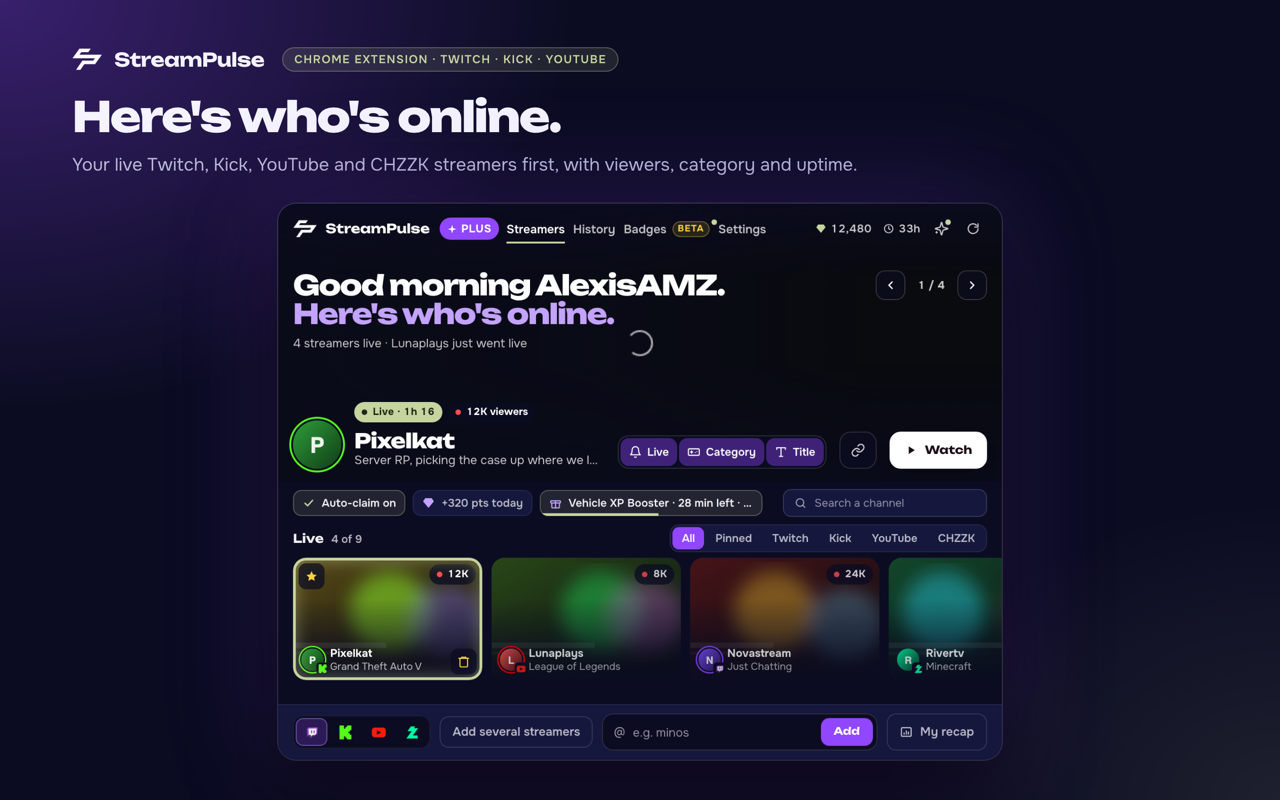 StreamPulse
CHROME EXTENSION · TWITCH · KICK · YOUTUBE
Here's who's online.
Your live Twitch, Kick, YouTube and CHZZK streamers first, with viewers, category and uptime.
StreamPulse
PLUS
Streamers
History
Badges
BETA
Settings
12,480
33h
Good morning AlexisAMZ.
Here's who's online.
4 streamers live · Lunaplays just went live
1 / 4
Live · 1h 16
12K viewers
P
Pixelkat
Server RP, picking the case up where we l...
Live
Category
Title
Watch
Auto-claim on
+320 pts today
Vehicle XP Booster · 28 min left · ...
Search a channel
Live 4 of 9
All
Pinned
Twitch
Kick
YouTube
CHZZK
12K
8K
24K
P
Pixelkat
Grand Theft Auto V
L
Lunaplays
League of Legends
N
Novastream
Just Chatting
R
Rivertv
Minecraft
Add several streamers
@ e.g. minos
Add
My recap